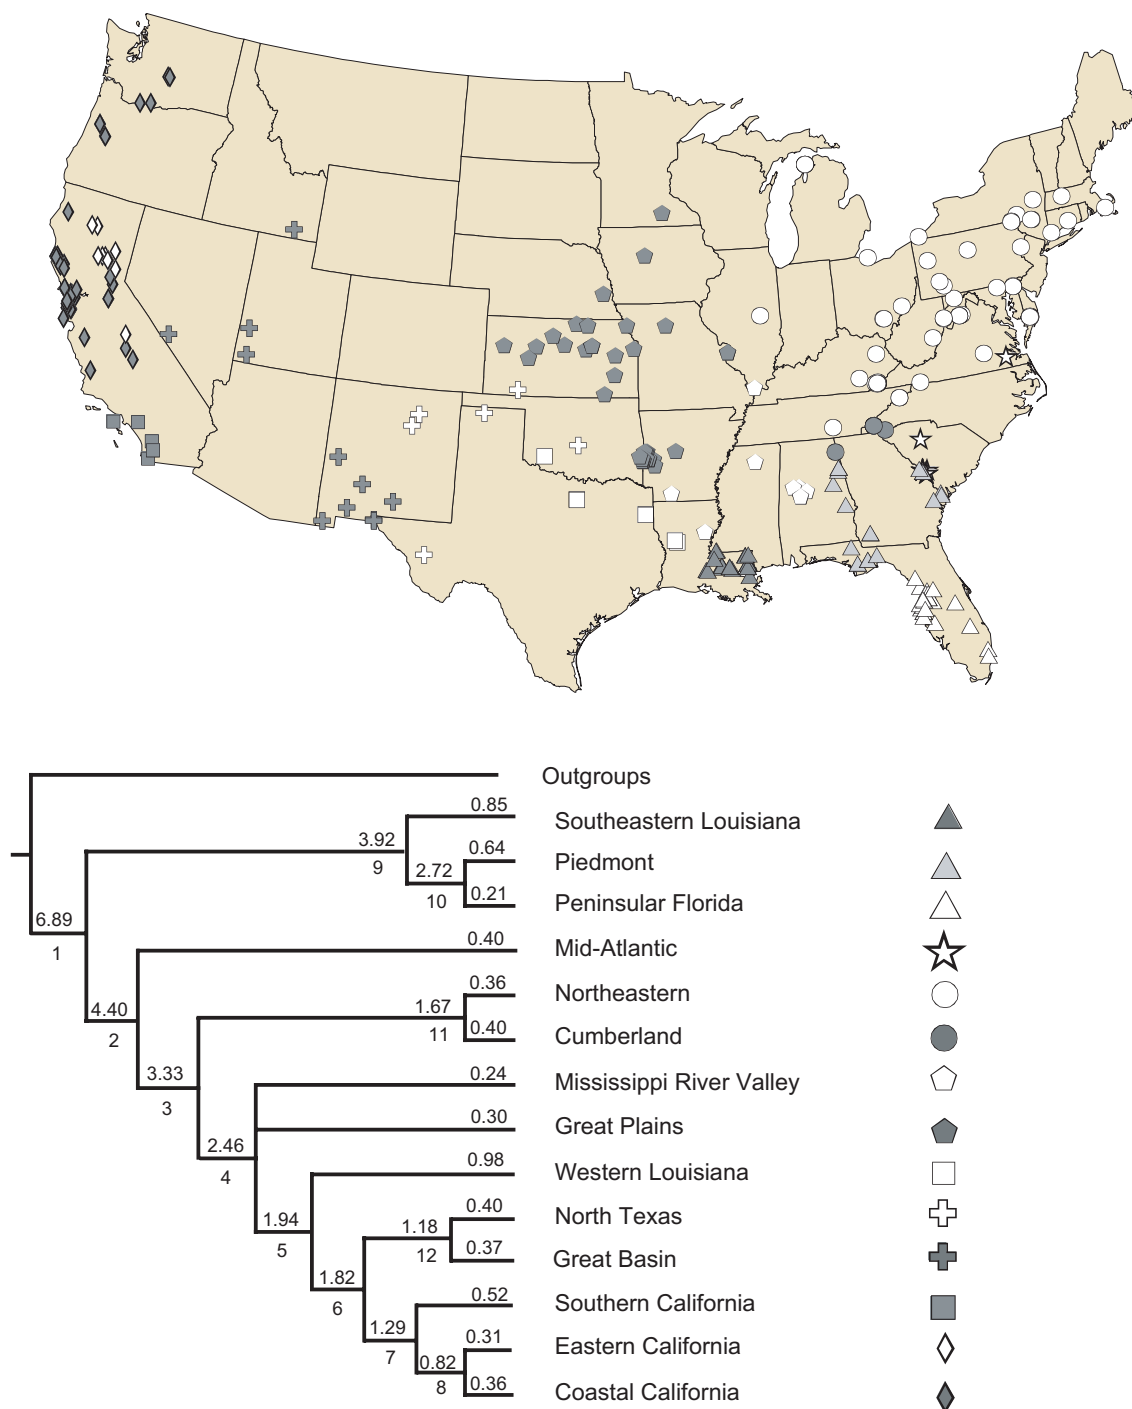 Outgroups
0.85
Southeastern Louisiana
3.92
9
0.64
Piedmont
2.72
10
0.21
Peninsular Florida
6.89
1
0.40
Mid-Atlantic
0.36
Northeastern
4.40
2
1.67
11
0.40
Cumberland
3.33
3
0.24
Mississippi River Valley
0.30
Great Plains
2.46
4
0.98
Western Louisiana
1.94
5
0.40
North Texas
1.18
12
0.37
Great Basin
1.82
6
0.52
Southern California
1.29
7
0.31
Eastern California
0.82
8
0.36
Coastal California